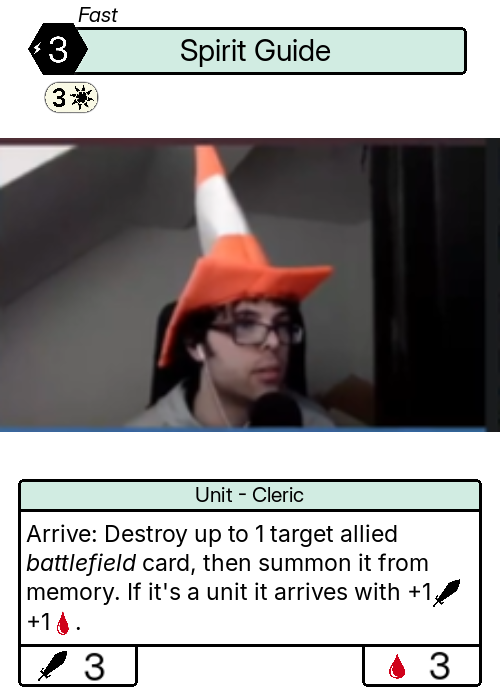 Fast
3
Spirit Guide
3
Unit - Cleric
Arrive: Destroy up to 1 target allied
battlefield card, then summon it from
memory. If it's a unit it arrives with +1
+1 .
3
3